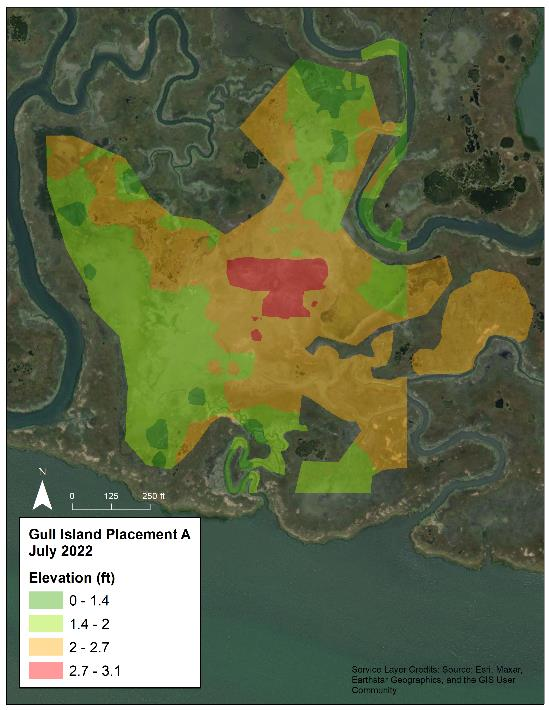 N
0 125 250 ft
Gull Island Placement A
July 2022
Elevation (ft)
0 - 1.4
1.4 - 2
2 - 2.7
2.7 - 3.1
Service Layer Credits: Source: Esri, Maxar,
Earthstar Geographics, and the GIS User
Community